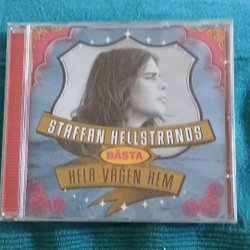 STAFFAN HELLSTRANDS
BÄSTA
HELA VÄGEN HEM